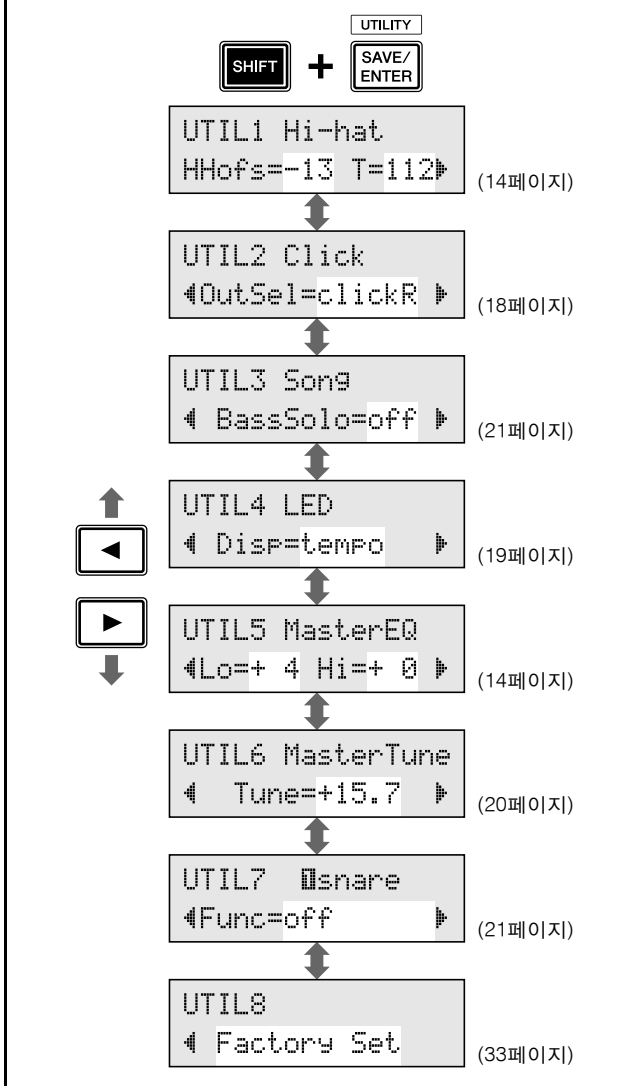 UTILITY
SHIFT + SAVE/
ENTER
UTIL1 Hi-hat
HHofs=-13 T=112
(14페이지)
UTIL2 Click
OutSel=clickR
(18페이지)
UTIL3 Song
BassSolo=off
(21페이지)
UTIL4 LED
Disp=tempo
(19페이지)
UTIL5 MasterEQ
Lo=+ 4 Hi=+ 0
(14페이지)
UTIL6 MasterTune
Tune=+15.7
(20페이지)
UTIL7 1snare
Func=off
(21페이지)
UTIL8
Factory Set
(33페이지)